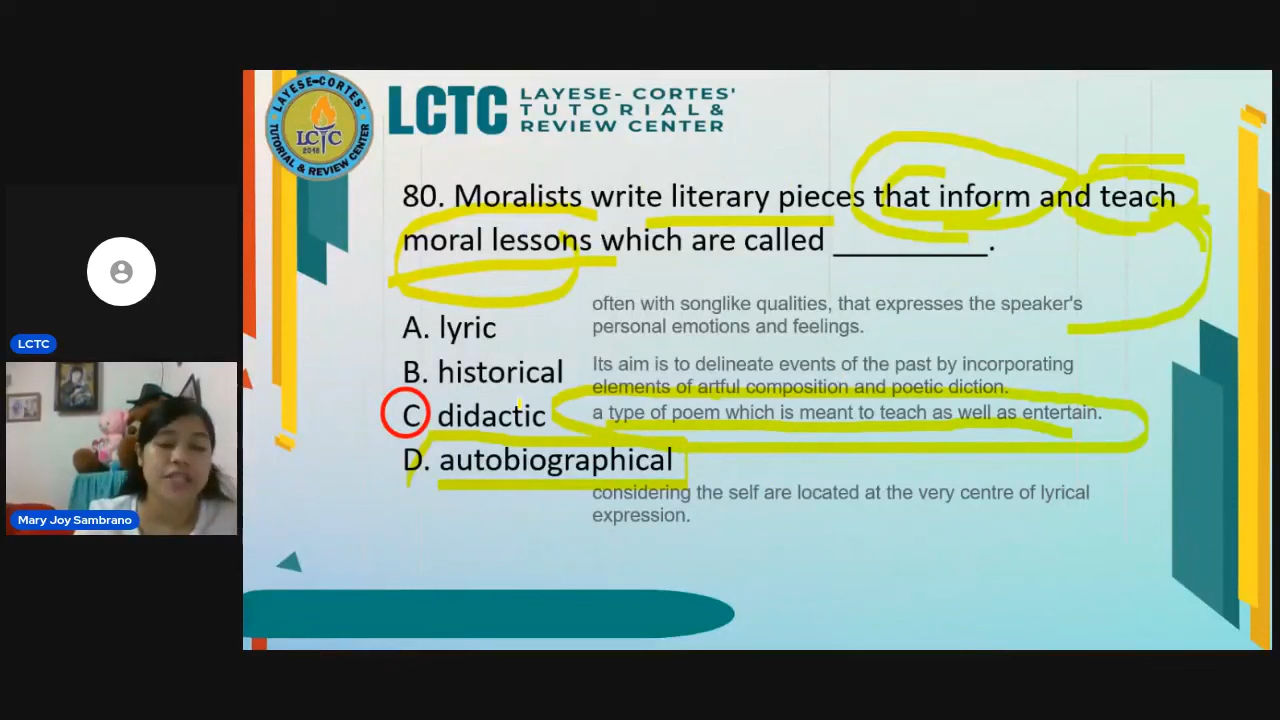 LAYESE-CORTES
LCTC
2018
TUTORIAL & REVIEW CENTER
LCTC
LAYESE- CORTES'
TUTORIAL &
REVIEW CENTER
80. Moralists write literary pieces that inform and teach
moral lessons which are called __________.
often with songlike qualities, that expresses the speaker's
personal emotions and feelings.
A. lyric
Its aim is to delineate events of the past by incorporating
B. historical
elements of artful composition and poetic diction.
C didactic
a type of poem which is meant to teach as well as entertain.
D. autobiographical
considering the self are located at the very centre of lyrical
expression.
LCTC
Mary Joy Sambrano